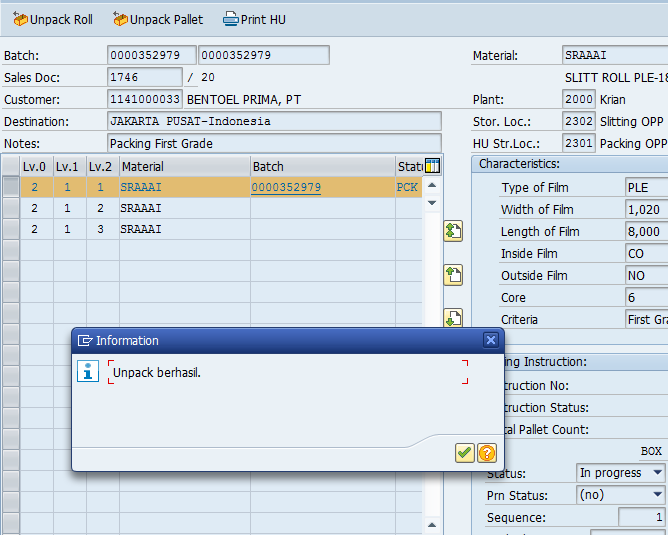 Unpack Roll Unpack Pallet Print HU
Batch: 0000352979 0000352979
Material: SRAAAI
Sales Doc: 1746 / 20
SLITT ROLL PLE-18
Customer: 1141000033 BENTOEL PRIMA, PT
Plant: 2000 Krian
Destination: JAKARTA PUSAT-Indonesia
Stor. Loc.: 2302 Slitting OPP
Notes: Packing First Grade
HU Str.Loc.: 2301 Packing OPP
Lv.0 Lv.1 Lv.2 Material Batch Stat
2 1 1 SRAAAI 0000352979 PCK
2 1 2 SRAAAI
2 1 3 SRAAAI
Characteristics:
Type of Film PLE
Width of Film 1,020
Length of Film 8,000
Inside Film CO
Outside Film NO
Core 6
Criteria First Gra
Information
Unpack berhasil.
ing Instruction:
truction No:
truction Status:
al Pallet Count:
BOX
Status: In progress
Prn Status: (no)
Sequence: 1